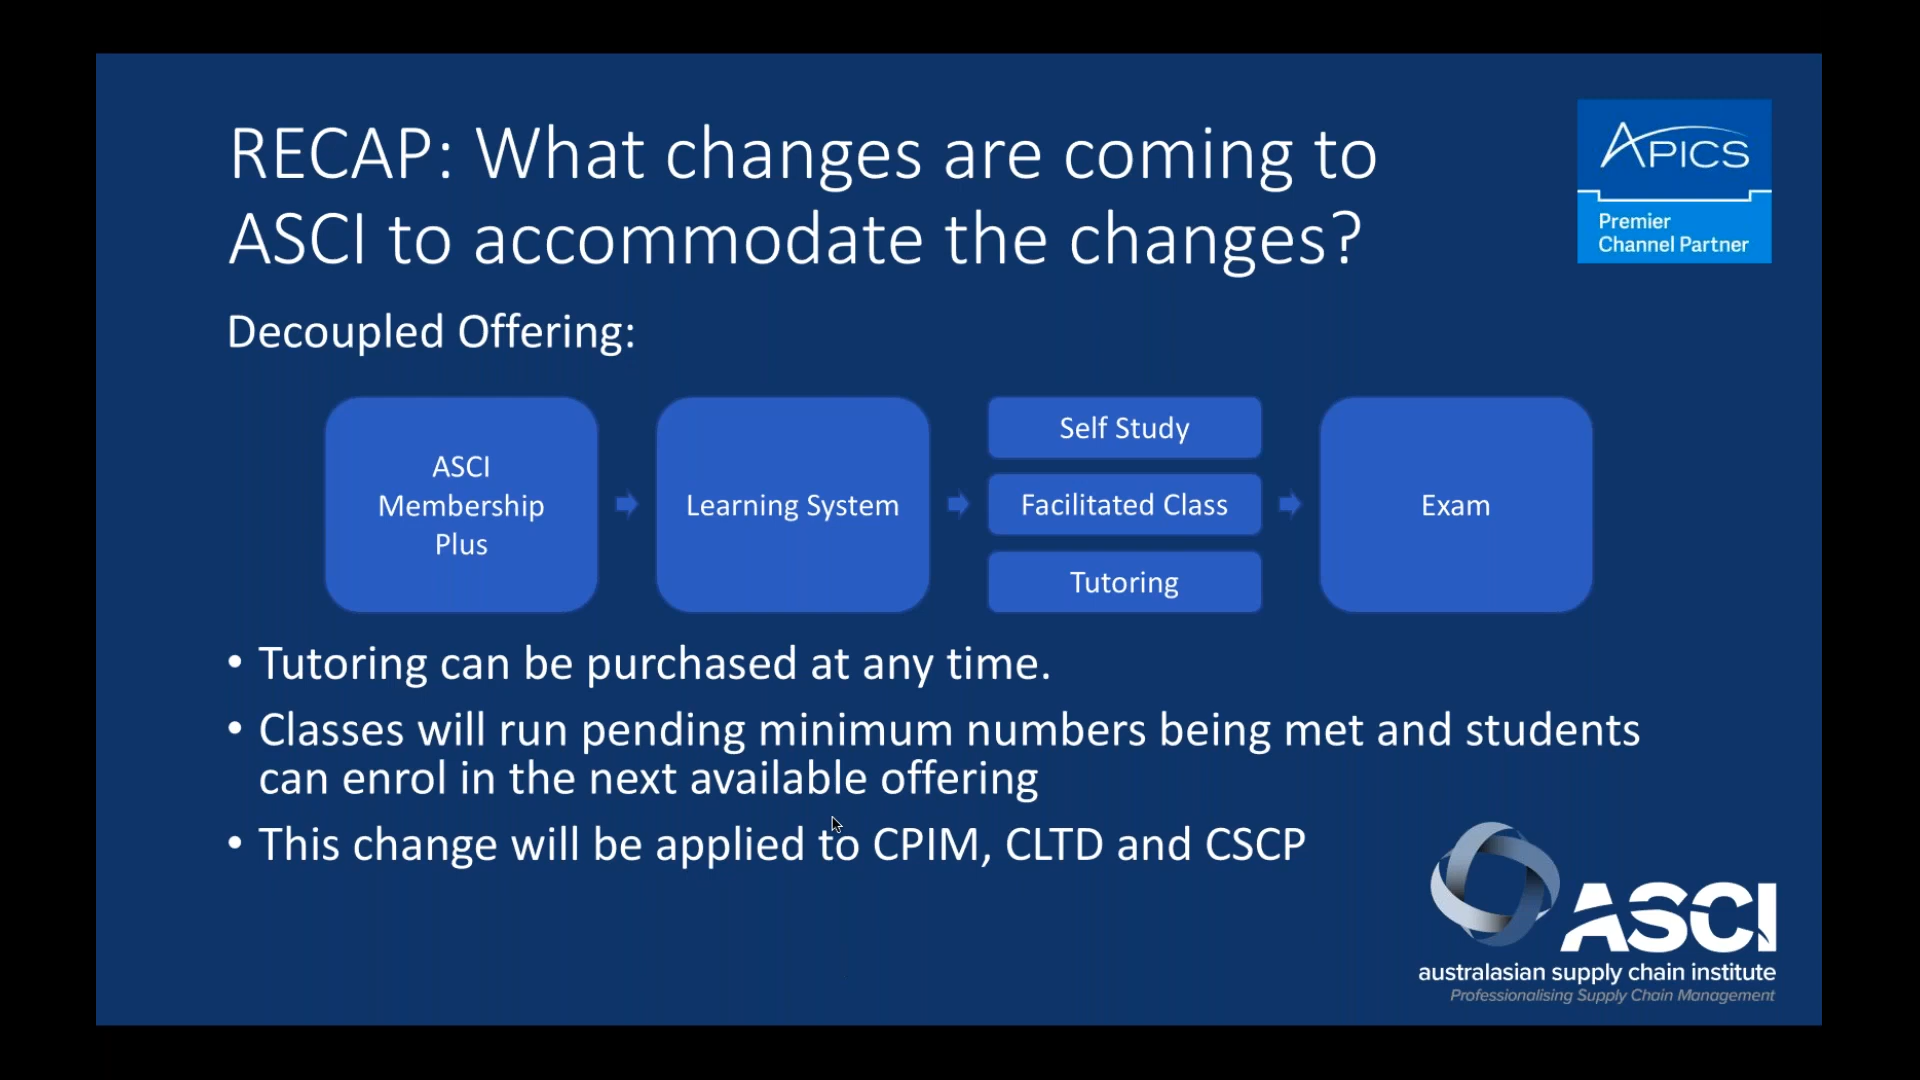 RECAP: What changes are coming to
ASCI to accommodate the changes?
APICS
Premier
Channel Partner
Decoupled Offering:
ASCI
Membership
Plus
Learning System
Self Study
Facilitated Class
Tutoring
Exam
• Tutoring can be purchased at any time.
• Classes will run pending minimum numbers being met and students
can enrol in the next available offering
• This change will be applied to CPIM, CLTD and CSCP
ASCI
australasian supply chain institute
Professionalising Supply Chain Management